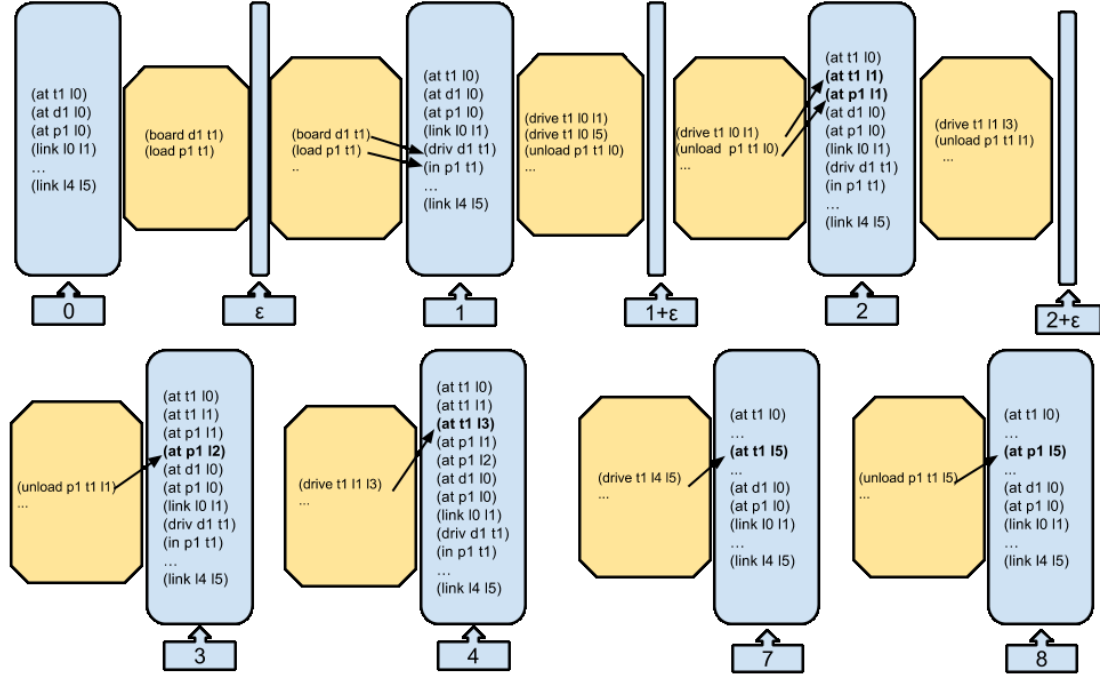 (at t1 l0)
(at d1 l0)
(at p1 l0)
(link l0 l1)
...
(link l4 l5)
0
(board d1 t1)
(load p1 t1)
ε
(board d1 t1)
(load p1 t1)
..
(at t1 l0)
(at d1 l0)
(at p1 l0)
(link l0 l1)
(driv d1 t1)
(in p1 t1)
...
(link l4 l5)
1
(drive t1 l0 l1)
(drive t1 l0 l5)
(unload p1 t1 l0)
...
1+ε
(drive t1 l0 l1)
(unload p1 t1 l0)
...
(at t1 l0)
(at t1 l1)
(at p1 l1)
(at d1 l0)
(at p1 l0)
(link l0 l1)
(driv d1 t1)
(in p1 t1)
...
(link l4 l5)
2
(drive t1 l1 l3)
(unload p1 t1 l1)
...
2+ε
(unload p1 t1 l1)
...
(at t1 l0)
(at t1 l1)
(at p1 l1)
(at p1 l2)
(at d1 l0)
(at p1 l0)
(link l0 l1)
(driv d1 t1)
(in p1 t1)
...
(link l4 l5)
3
(drive t1 l1 l3)
...
(at t1 l0)
(at t1 l1)
(at t1 l3)
(at p1 l1)
(at p1 l2)
(at d1 l0)
(at p1 l0)
(link l0 l1)
(driv d1 t1)
(in p1 t1)
...
(link l4 l5)
4
(drive t1 l4 l5)
...
(at t1 l0)
...
(at t1 l5)
...
(at d1 l0)
(at p1 l0)
(link l0 l1)
...
(link l4 l5)
7
(unload p1 t1 l5)
...
(at t1 l0)
...
(at p1 l5)
...
(at d1 l0)
(at p1 l0)
(link l0 l1)
...
(link l4 l5)
8